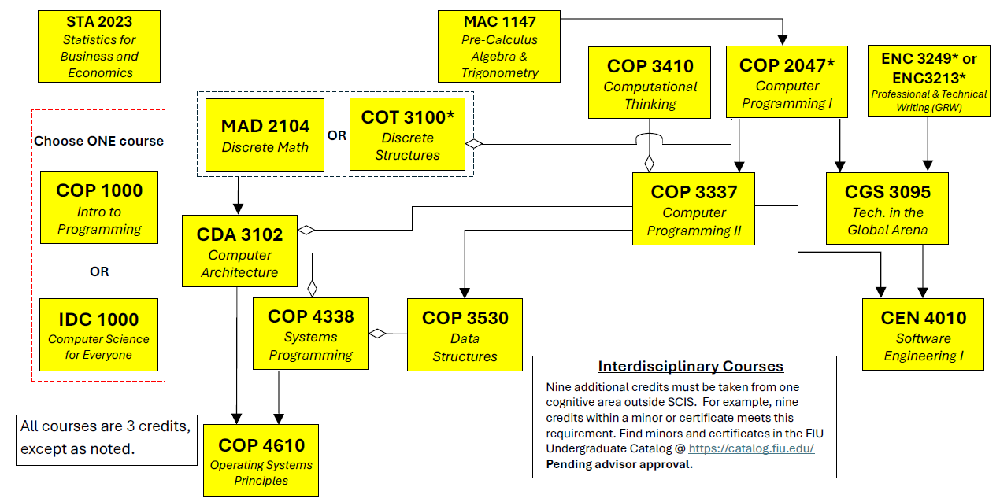 STA 2023
Statistics for
Business and
Economics
MAC 1147
Pre-Calculus
Algebra &
Trigonometry
COP 3410
Computational
Thinking
COP 2047*
Computer
Programming I
ENC 3249* or
ENC3213*
Professional & Technical
Writing (GRW)
Choose ONE course
COP 1000
Intro to
Programming
OR
IDC 1000
Computer Science
for Everyone
MAD 2104
Discrete Math
OR
COT 3100*
Discrete
Structures
COP 3337
Computer
Programming II
CGS 3095
Tech. in the
Global Arena
CDA 3102
Computer
Architecture
COP 4338
Systems
Programming
COP 3530
Data
Structures
CEN 4010
Software
Engineering I
All courses are 3 credits,
except as noted.
COP 4610
Operating Systems
Principles
Interdisciplinary Courses
Nine additional credits must be taken from one
cognitive area outside SCIS.  For example, nine
credits within a minor or certificate meets this
requirement. Find minors and certificates in the FIU
Undergraduate Catalog @ https://catalog.fiu.edu/
Pending advisor approval.